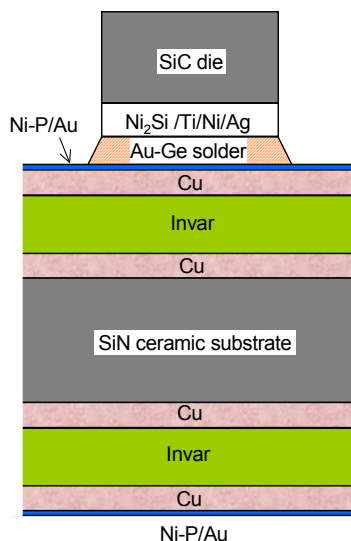 SiC die
Ni₂Si /Ti/Ni/Ag
Ni-P/Au
Au-Ge solder
Cu
Invar
Cu
SiN ceramic substrate
Cu
Invar
Cu
Ni-P/Au